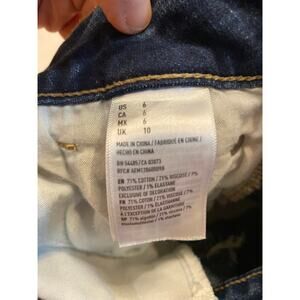 US 6
CA 6
MX 6
UK 10
MADE IN CHINA / FABRIQUÉ EN CHINE /
HECHO EN CHINA
RN 54485/CA 03073
EN 71% COTTON / 21% VISCOSE / 7%
POLYESTER / 1% ELASTANE
EXCLUSIVE OF DECORATION
FR 71% COTON / 21% VISCOSE / 7%
POLYESTER / 1% ÉLASTHANNE
À L'EXCEPTION DE LA GARNITURE